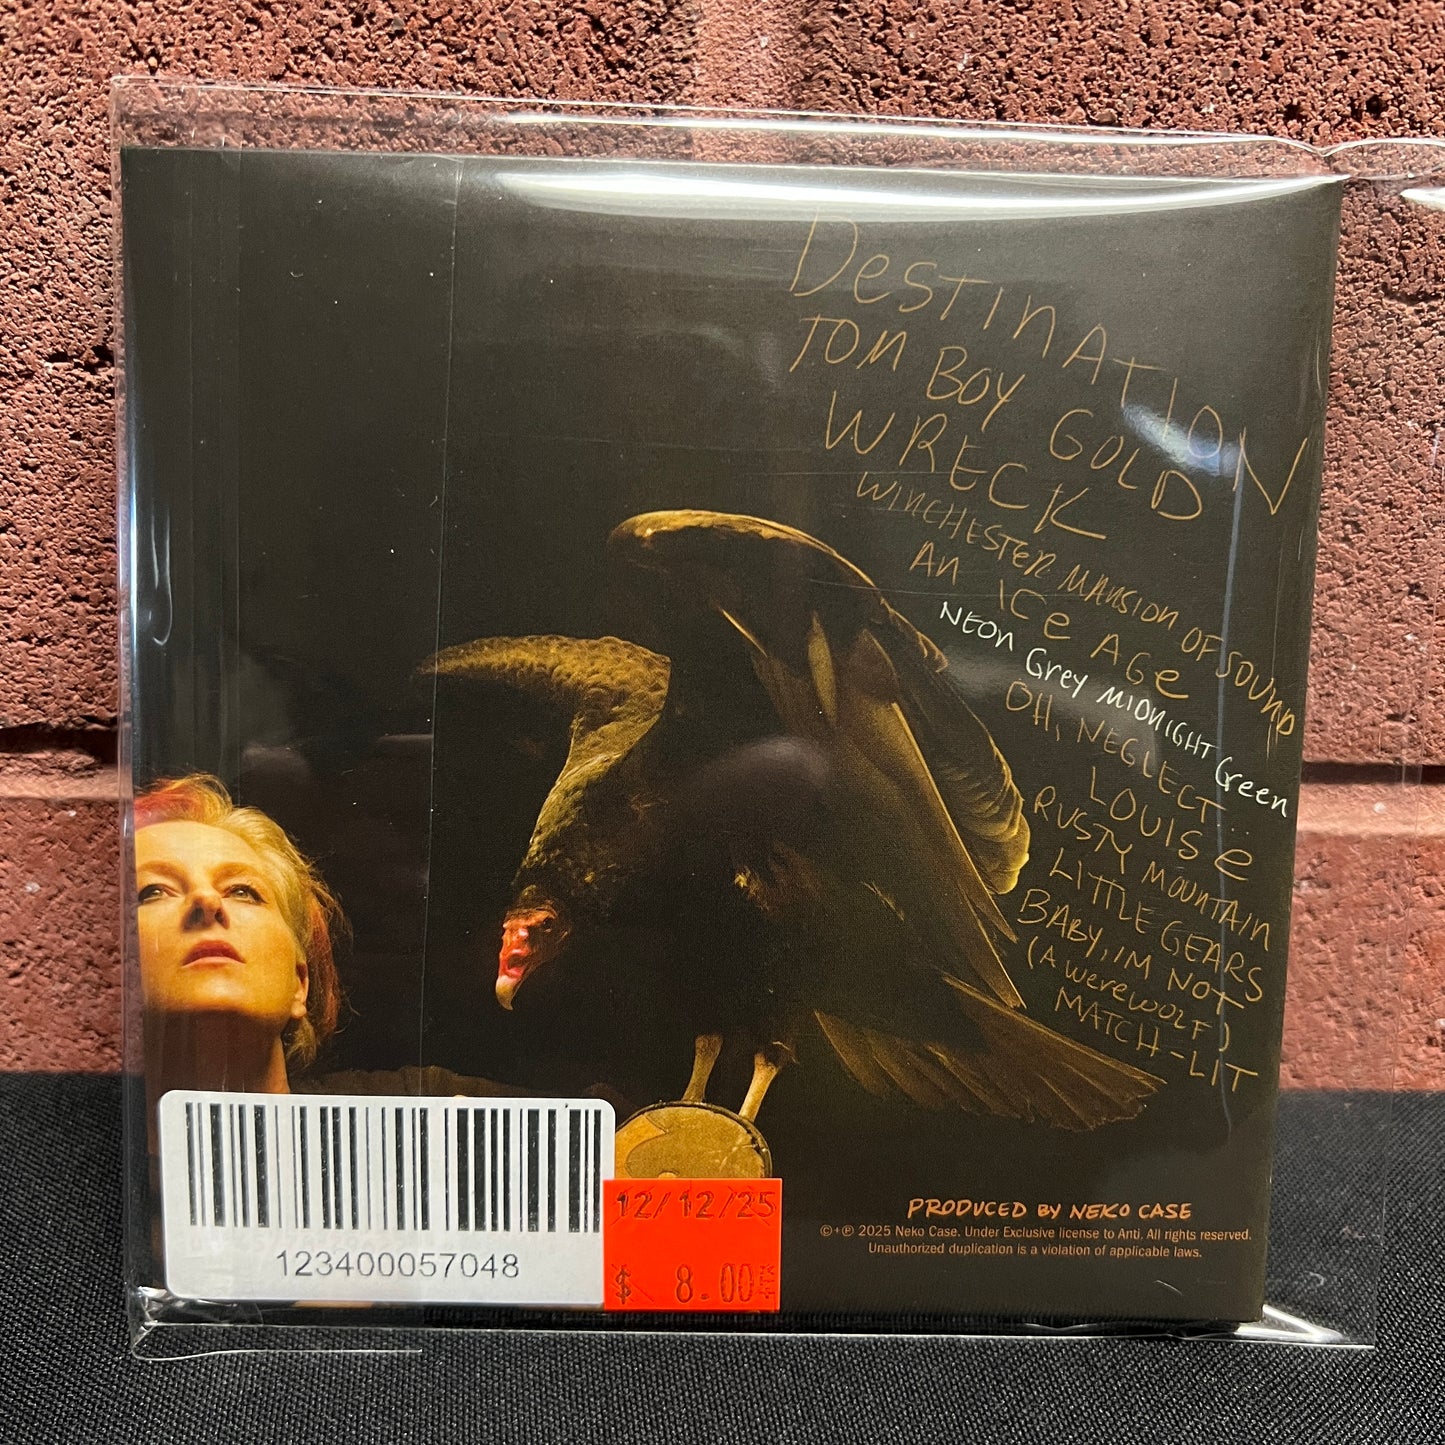 DESTINATION
TOM BOY GOLD
WRECK
WINCHESTER MANSION OF SOUND
AN ICE AGE
NEON Grey MIDNIGHT Green
OH, NEGLECT...
LOUISE
RUSTY MOUNTAIN
LITTLE GEARS
BABY, I'M NOT
(A WereWOLF)
MATCH-LIT
PRODUCED BY NEKO CASE
©+℗ 2025 Neko Case. Under Exclusive license to Anti. All rights reserved.
Unauthorized duplication is a violation of applicable laws.
123400057048
12/12/25
$ 8.00